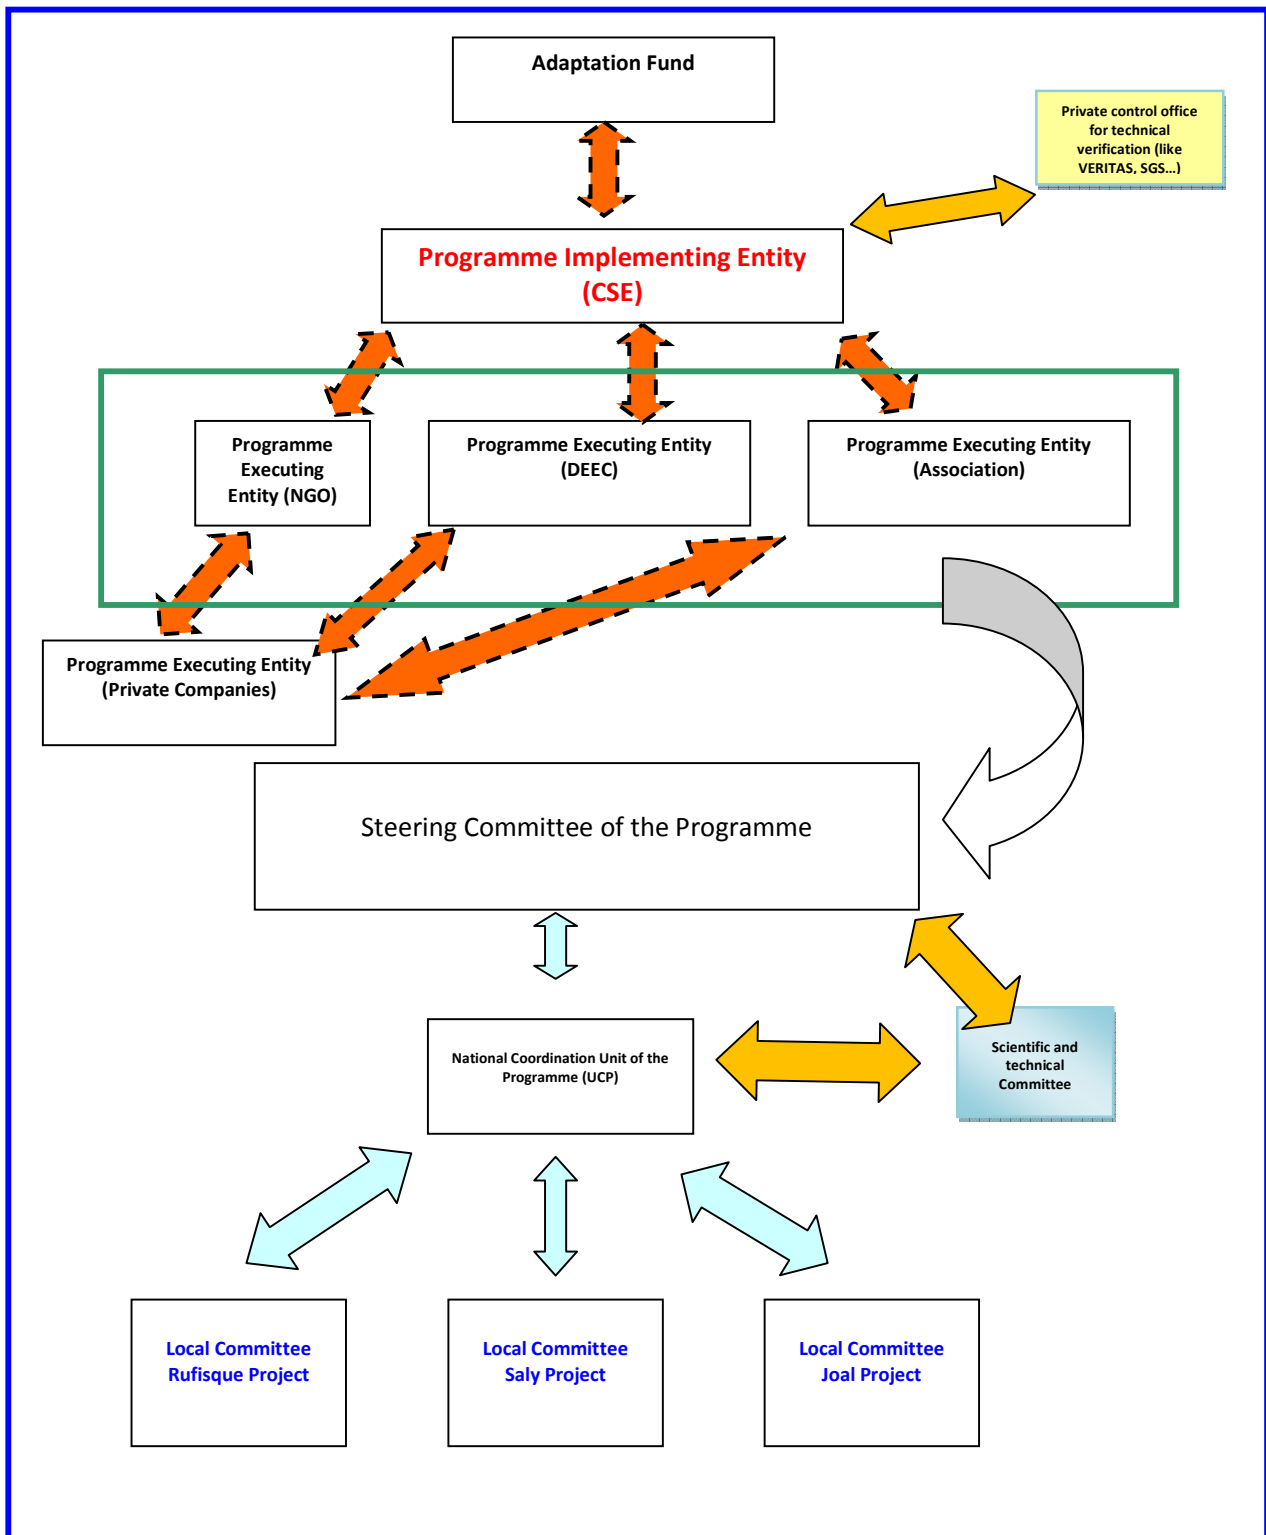 Adaptation Fund
Private control office
for technical
verification (like
VERITAS, SGS...)
Programme Implementing Entity
(CSE)
Programme
Executing
Entity (NGO)
Programme Executing Entity
(DEEC)
Programme Executing Entity
(Association)
Programme Executing Entity
(Private Companies)
Steering Committee of the Programme
National Coordination Unit of the
Programme (UCP)
Scientific and
technical
Committee
Local Committee
Rufisque Project
Local Committee
Saly Project
Local Committee
Joal Project